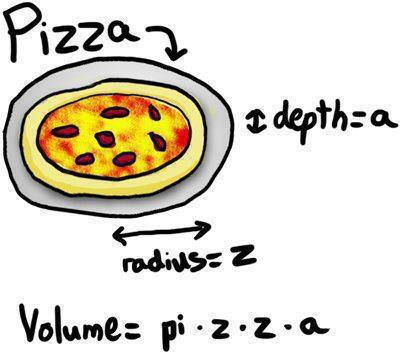 Pizza
depth=a
radius=z
Volume= pi·z·z·a